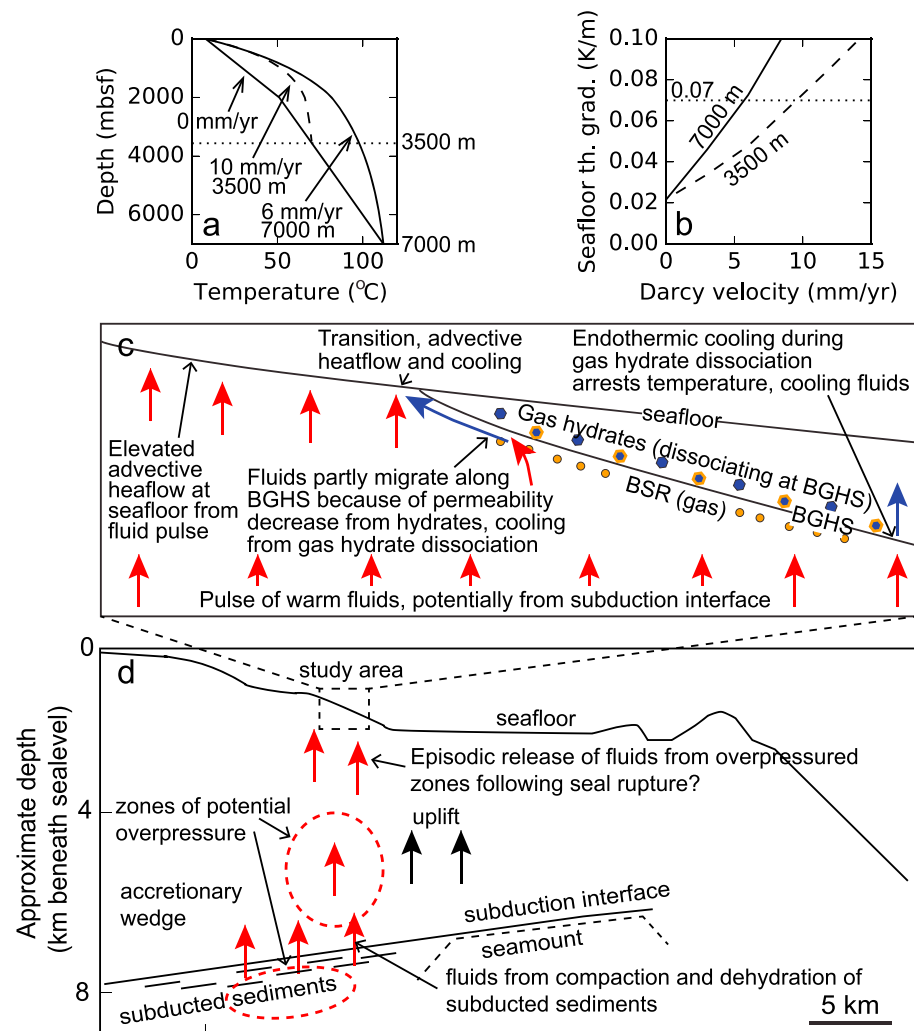 0
2000
4000
6000
Depth (mbsf)
0 mm/yr
10 mm/yr
3500 m
6 mm/yr
7000 m
3500 m
7000 m
a
0
50
100
Temperature (°C)
0.10
0.08
0.06
0.04
0.02
0.00
Seafloor th. grad. (K/m)
0.07
7000 m
3500 m
b
0
5
10
15
Darcy velocity (mm/yr)
c
Transition, advective
heatflow and cooling
Endothermic cooling during
gas hydrate dissociation
arrests temperature, cooling fluids
seafloor
Elevated
advective
heaflow at
seafloor from
fluid pulse
Fluids partly migrate along
BGHS because of permeability
decrease from hydrates, cooling
from gas hydrate dissociation
Gas hydrates (dissociating at BGHS)
BSR (gas)
BGHS
Pulse of warm fluids, potentially from subduction interface
0
4
8
Approximate depth
(km beneath sealevel)
d
study area
seafloor
Episodic release of fluids from overpressured
zones following seal rupture?
zones of potential
overpressure
uplift
accretionary
wedge
subduction interface
seamount
fluids from compaction and dehydration of
subducted sediments
subducted sediments
5 km